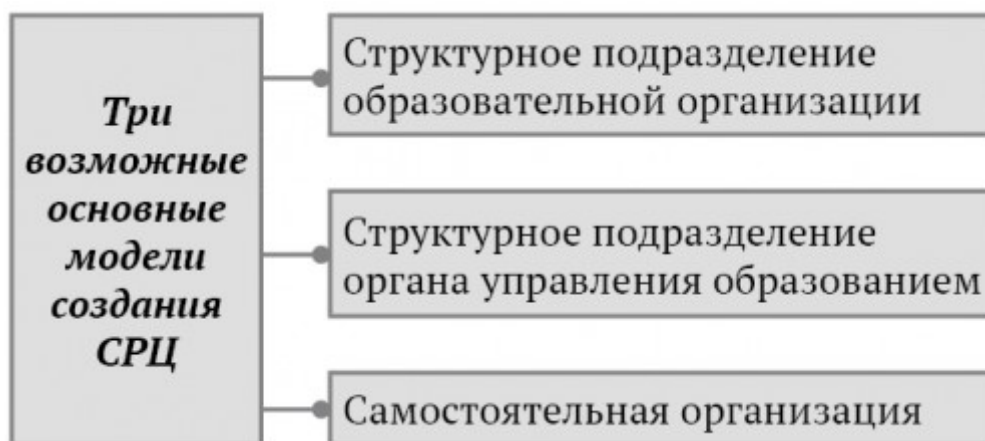 Три
возможные
основные
модели
создания
СРЦ
Структурное подразделение
образовательной организации
Структурное подразделение
органа управления образованием
Самостоятельная организация